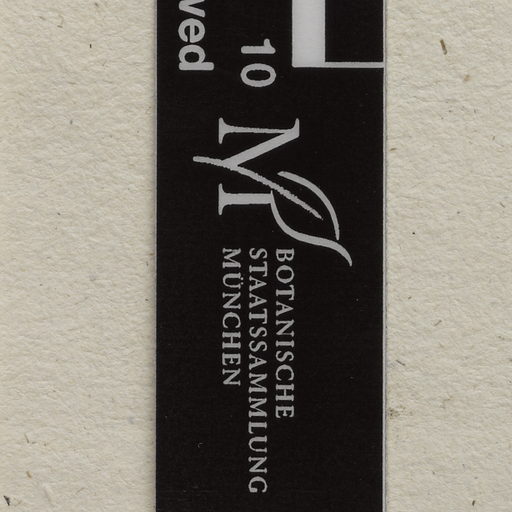 ved
10
BOTANISCHE
STAATSSAMMLUNG
MÜNCHEN